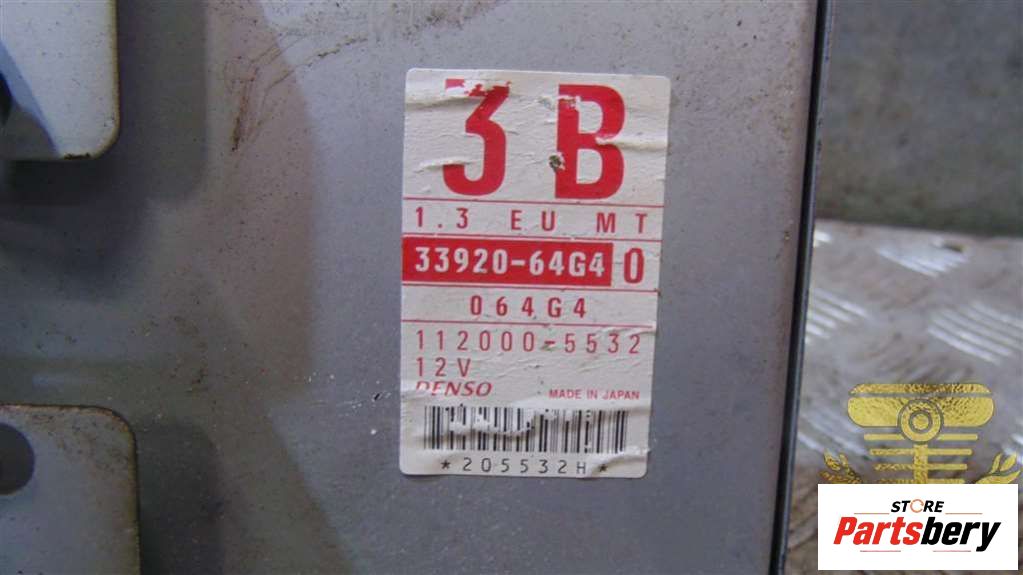 3B
1.3 EU MT
33920-64G4 0
064G4
112000-5532
12V
DENSO MADE IN JAPAN
*205532H*
STORE
Partsbery